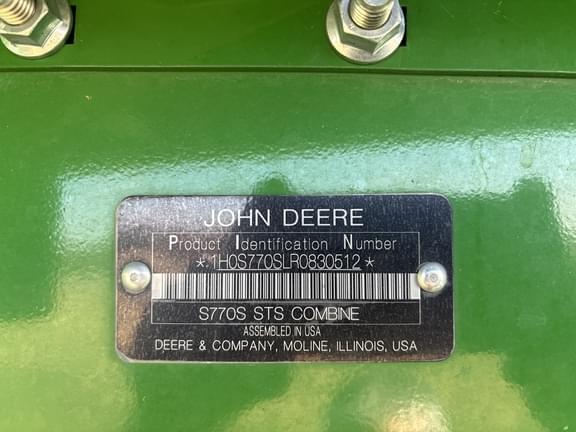 JOHN DEERE
Product Identification Number
*1H0S770SLR0830512*
S770S STS COMBINE
ASSEMBLED IN USA
DEERE & COMPANY, MOLINE, ILLINOIS, USA